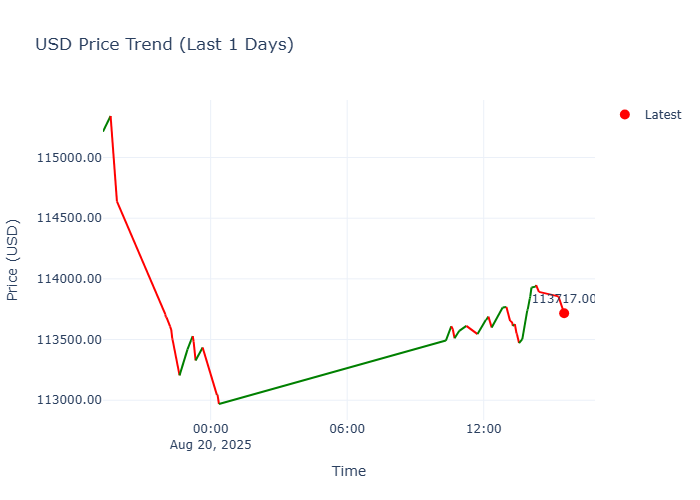 USD Price Trend (Last 1 Days)
Latest
115000.00
114500.00
114000.00
113500.00
113000.00
Price (USD)
113717.00
00:00
Aug 20, 2025
06:00
12:00
Time